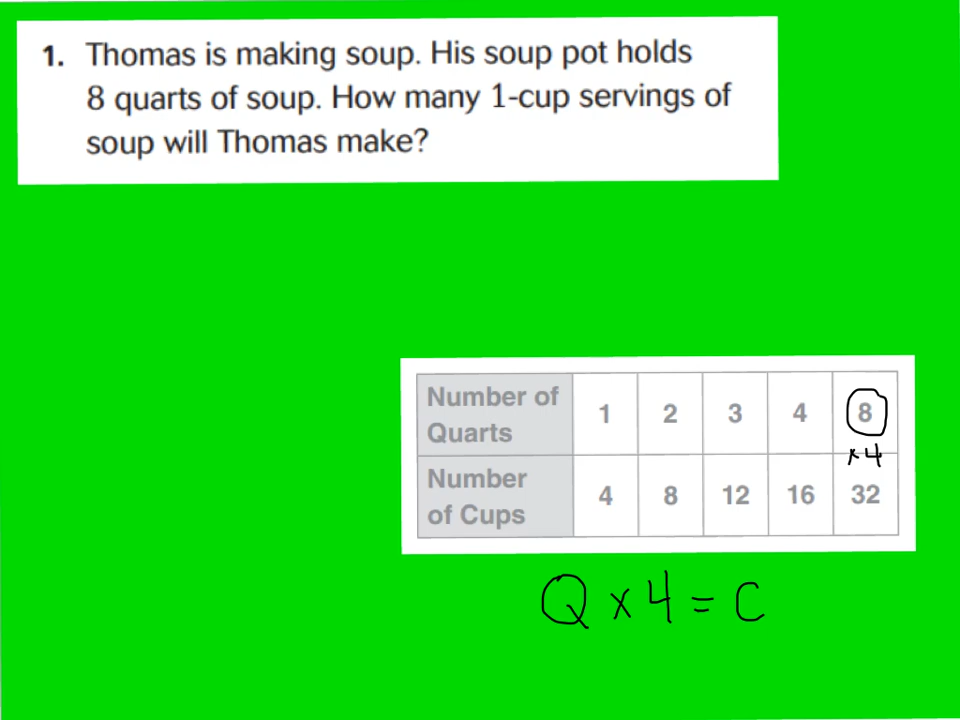 1. Thomas is making soup. His soup pot holds
8 quarts of soup. How many 1-cup servings of
soup will Thomas make?
Number of Quarts 1 2 3 4 8
x4
Number of Cups 4 8 12 16 32
Q x 4 = C